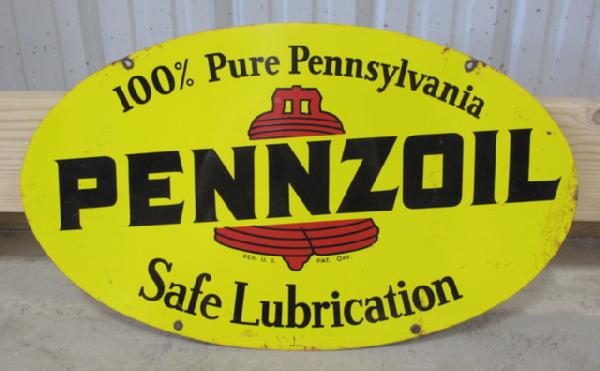 100% Pure Pennsylvania
PENNZOIL
REG. U.S. PAT. OFF.
Safe Lubrication